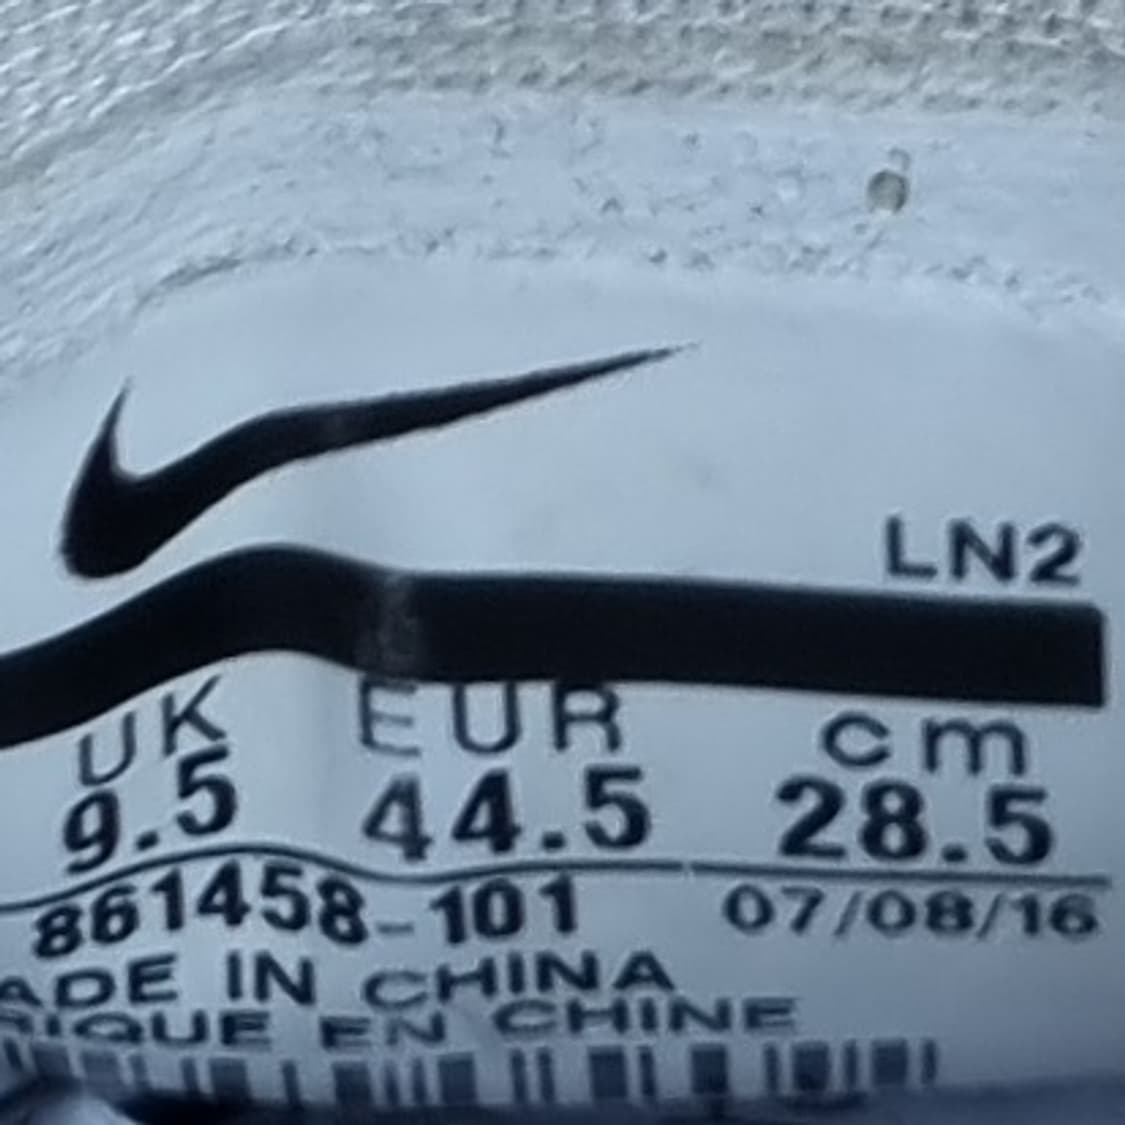 LN2
UK EUR cm
9.5 44.5 28.5
861458-101 07/08/16
ADE IN CHINA
RIQUE EN CHINE